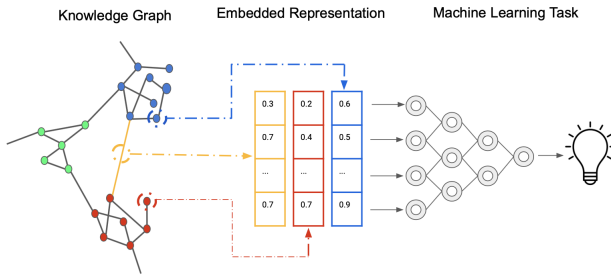 Knowledge Graph
Embedded Representation
Machine Learning Task
0.3 0.2 0.6
0.7 0.4 0.5
... ... ...
0.7 0.7 0.9